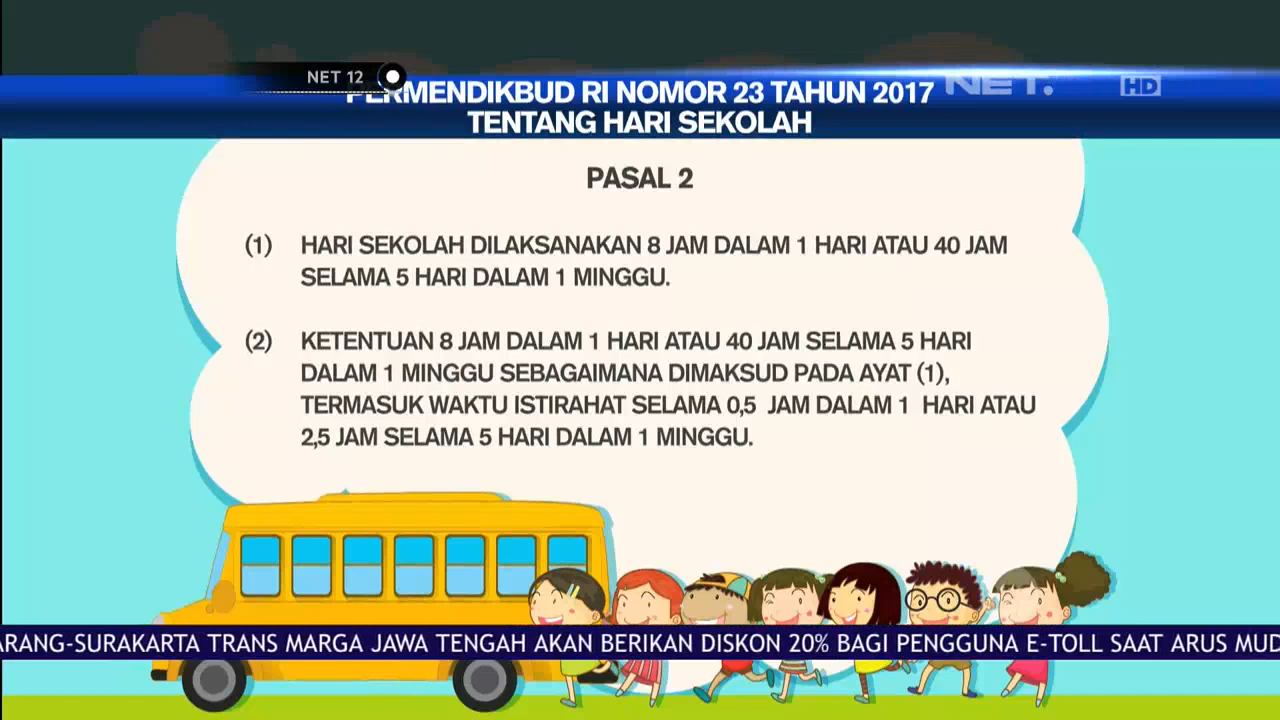 NET 12
PERMENDIKBUD RI NOMOR 23 TAHUN 2017
NET.
HD
TENTANG HARI SEKOLAH
PASAL 2
(1) HARI SEKOLAH DILAKSANAKAN 8 JAM DALAM 1 HARI ATAU 40 JAM
SELAMA 5 HARI DALAM 1 MINGGU.
(2) KETENTUAN 8 JAM DALAM 1 HARI ATAU 40 JAM SELAMA 5 HARI
DALAM 1 MINGGU SEBAGAIMANA DIMAKSUD PADA AYAT (1),
TERMASUK WAKTU ISTIRAHAT SELAMA 0,5 JAM DALAM 1 HARI ATAU
2,5 JAM SELAMA 5 HARI DALAM 1 MINGGU.
ARANG-SURAKARTA TRANS MARGA JAWA TENGAH AKAN BERIKAN DISKON 20% BAGI PENGGUNA E-TOLL SAAT ARUS MUD